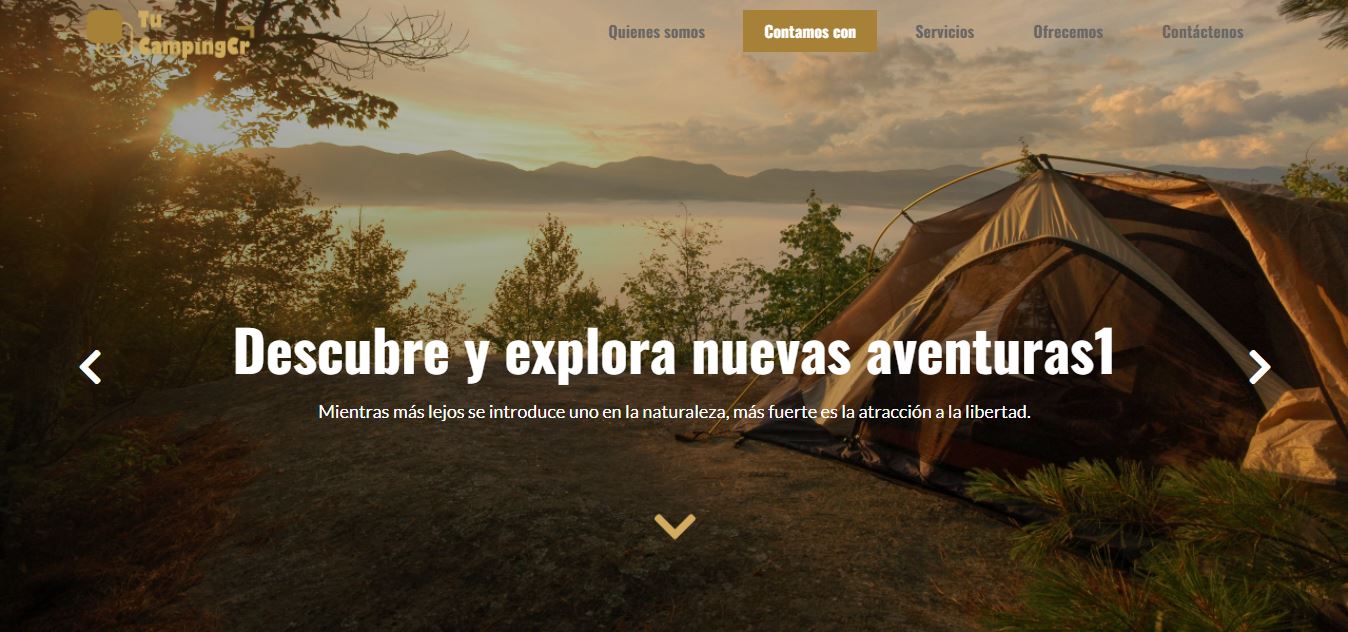 Tu
CampingCr
Quienes somos
Contamos con
Servicios
Ofrecemos
Contáctenos
Descubre y explora nuevas aventuras1
Mientras más lejos se introduce uno en la naturaleza, más fuerte es la atracción a la libertad.